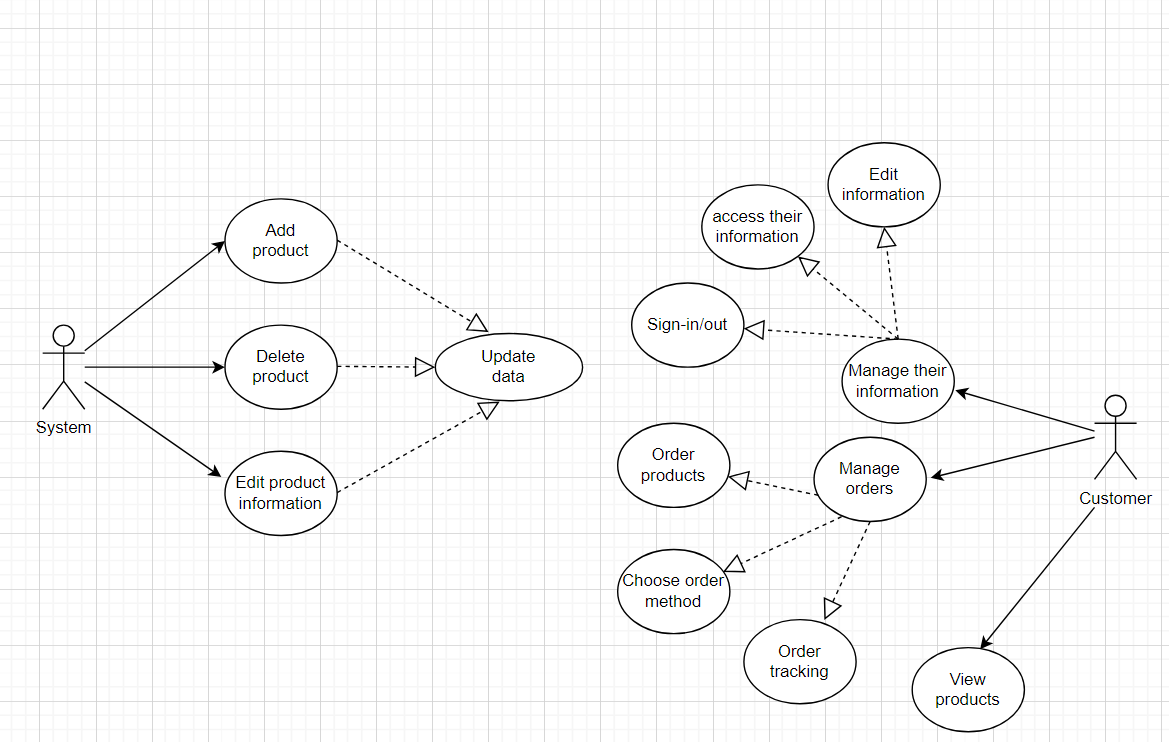 Edit
information
access their
information
Add
product
Sign-in/out
Delete
product
Update
data
Manage their
information
System
Order
products
Manage
orders
Edit product
information
Customer
Choose order
method
Order
tracking
View
products